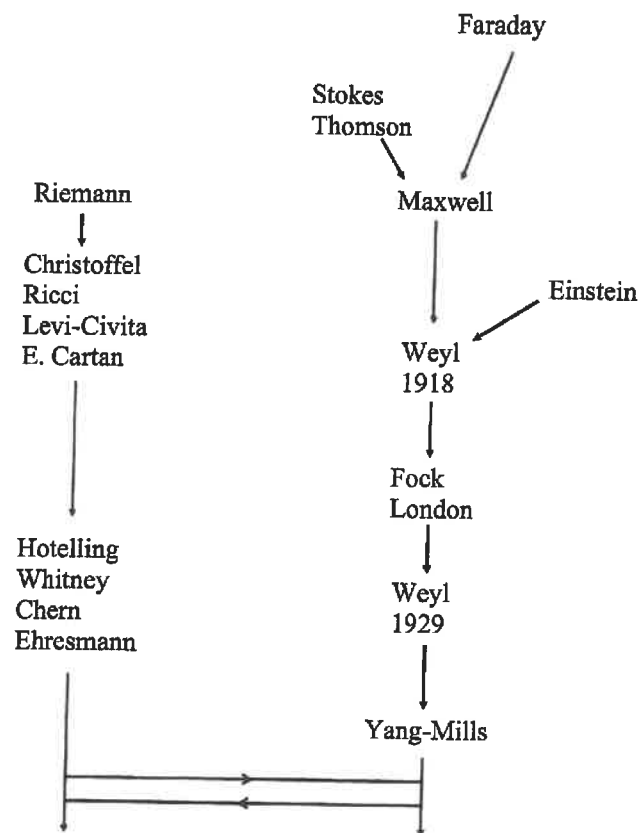 Faraday
Stokes
Thomson
Maxwell
Riemann
Christoffel
Ricci
Levi-Civita
E. Cartan
Einstein
Weyl
1918
Fock
London
Hotelling
Whitney
Chern
Ehresmann
Weyl
1929
Yang-Mills